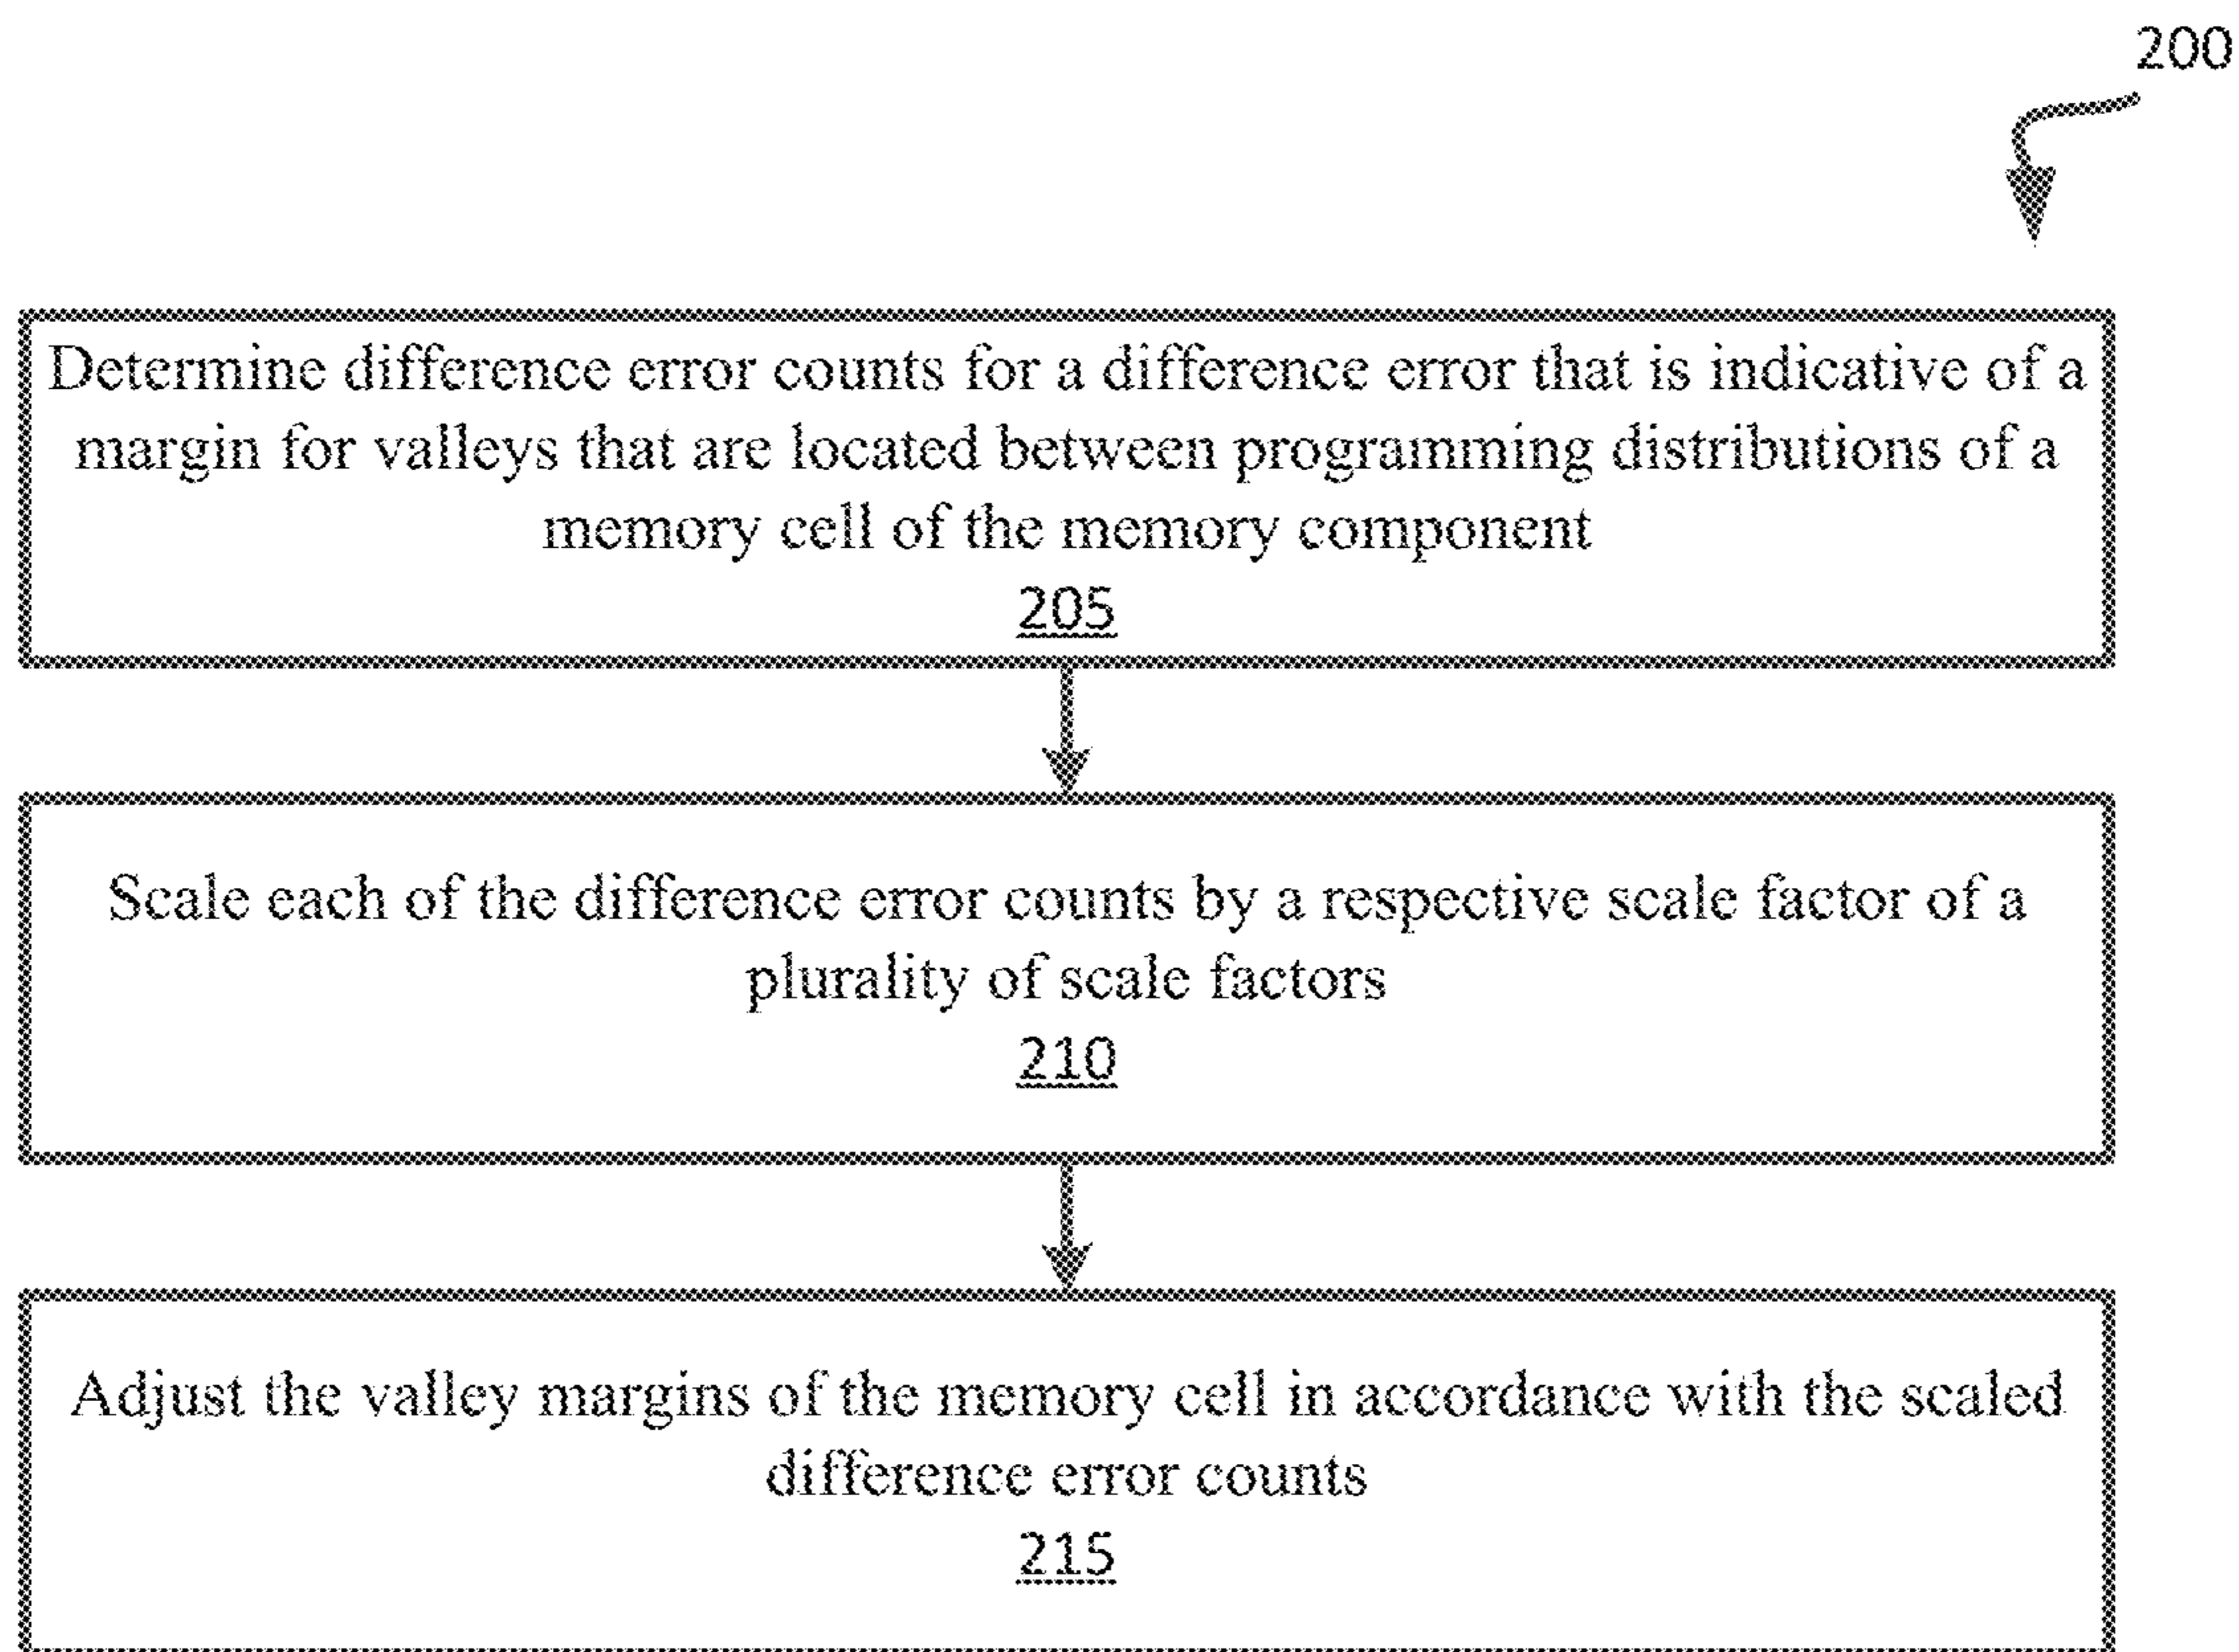 200
Determine difference error counts for a difference error that is indicative of a
margin for valleys that are located between programming distributions of a
memory cell of the memory component
205
Scale each of the difference error counts by a respective scale factor of a
plurality of scale factors
210
Adjust the valley margins of the memory cell in accordance with the scaled
difference error counts
215